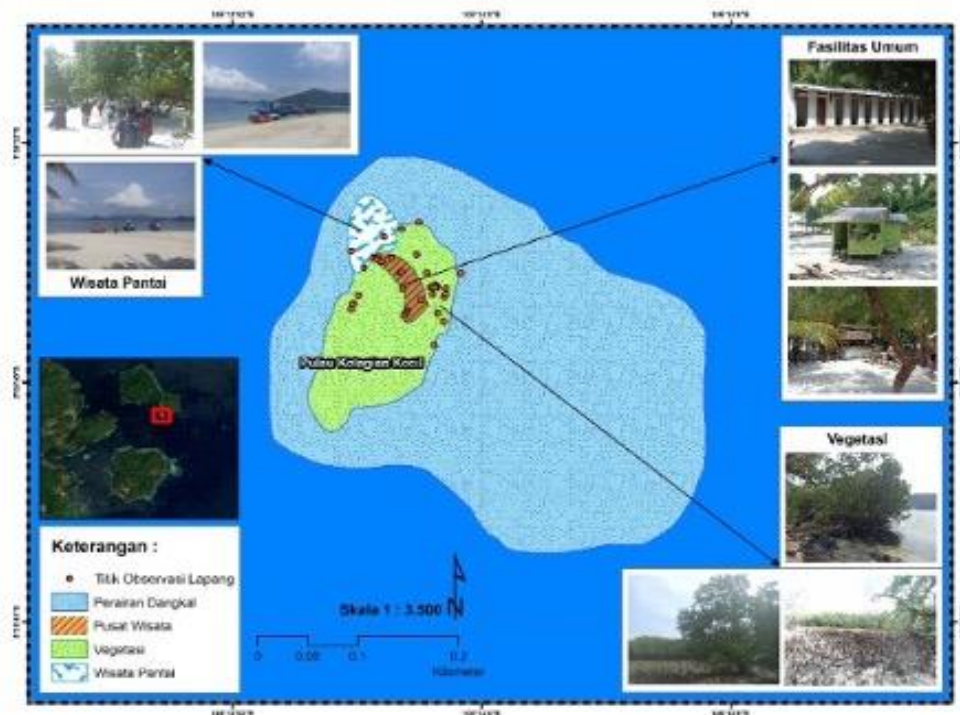 Fasilitas Umum
Wisata Pantai
Pulau Kelagian Kecil
Vegetasi
Keterangan :
Titik Observasi Lapang
Perairan Dangkal
Pusat Wisata
Vegetasi
Wisata Pantai
Skala 1 : 3.500
N
0 0.05 0.1 0.2
Kilometer